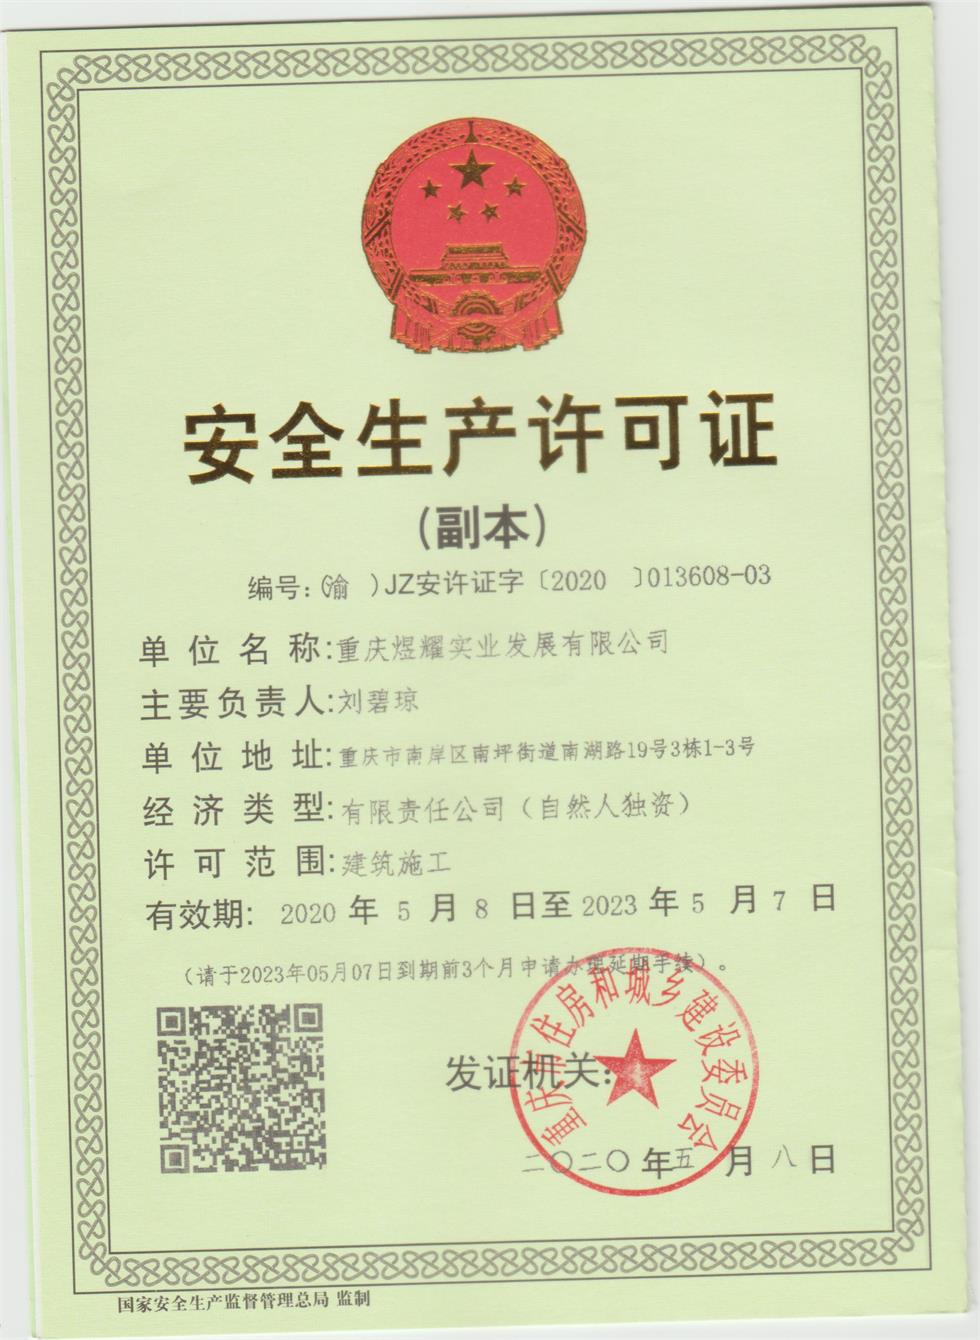 安全生产许可证
(副本)
编号:(渝 )JZ安许证字〔2020 〕013608-03
单位名称:重庆煜耀实业发展有限公司
主要负责人:刘碧琼
单位地址:重庆市南岸区南坪街道南湖路19号3栋1-3号
经济类型:有限责任公司（自然人独资）
许可范围:建筑施工
有效期: 2020 年 5 月 8 日至 2023 年 5 月 7 日
（请于2023年05月07日到期前3个月申请办理延期手续）。
重庆市住房和城乡建设委员会
发证机关:
二〇二〇 年 五 月 八 日
国家安全生产监督管理总局 监制